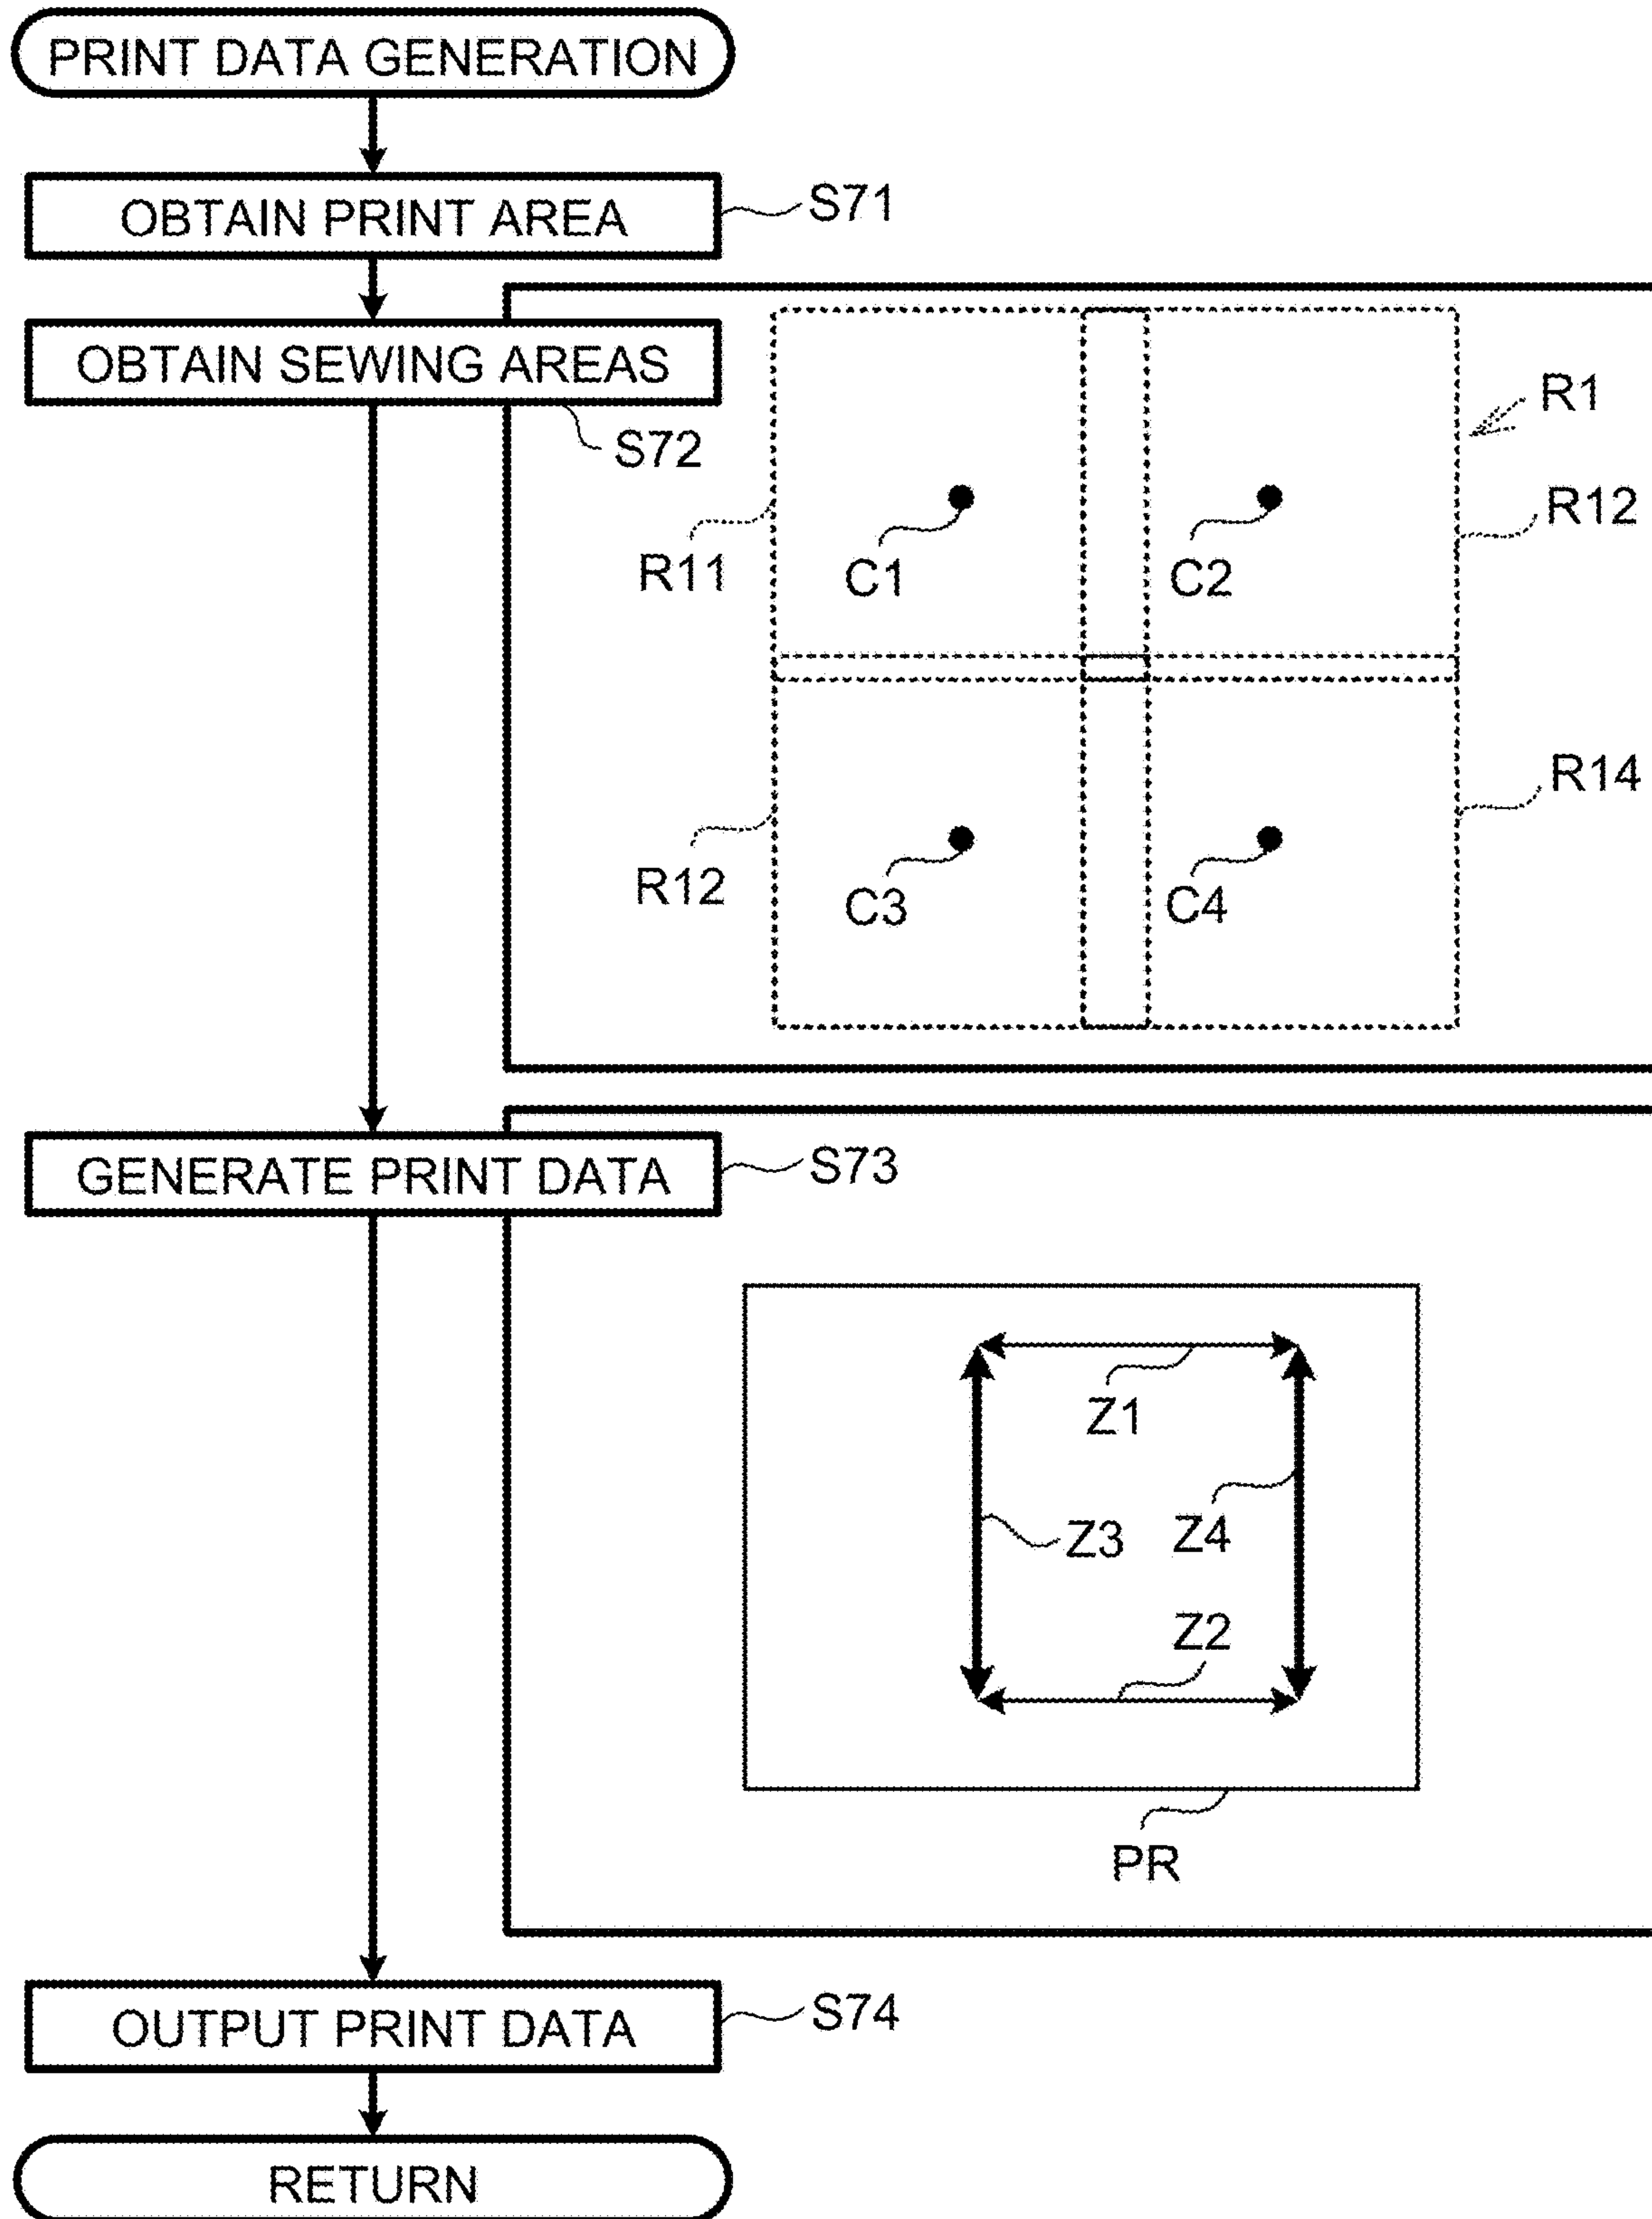 PRINT DATA GENERATION
OBTAIN PRINT AREA
S71
OBTAIN SEWING AREAS
S72
R1
R12
R11
C1
C2
R14
R12
C3
C4
GENERATE PRINT DATA
S73
Z1
Z3
Z4
Z2
PR
OUTPUT PRINT DATA
S74
RETURN